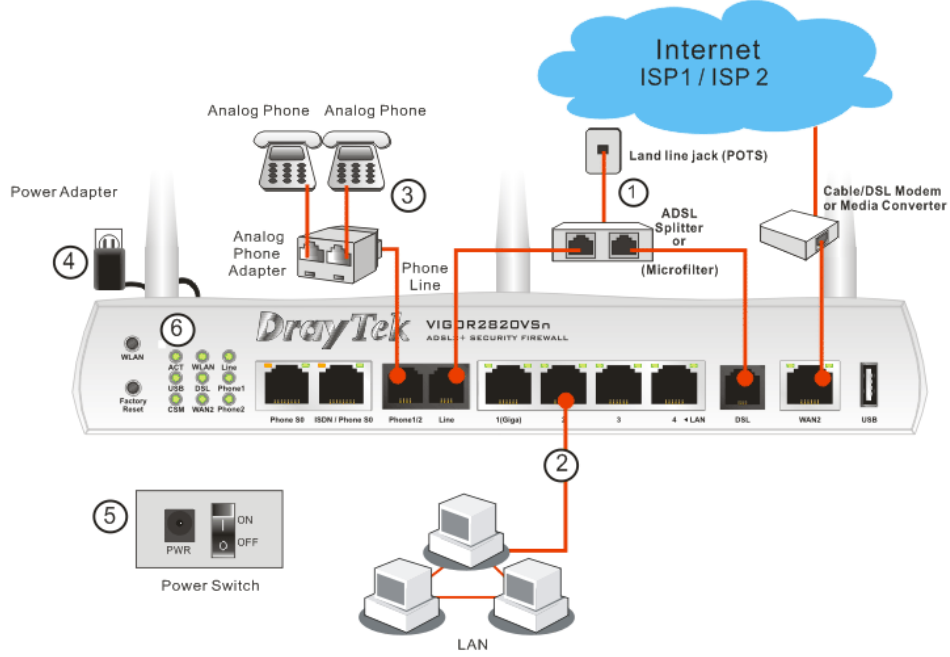 Internet
ISP1 / ISP 2
Analog Phone
Analog Phone
Land line jack (POTS)
Power Adapter
3
1
Cable/DSL Modem
or Media Converter
ADSL
Splitter
or
(Microfilter)
Analog
Phone
Adapter
4
Phone
Line
6
DrayTek
VIGOR2820VSn
ADSL2+ SECURITY FIREWALL
WLAN
ACT WLAN Line
USB DSL Phone1
CSM WAN2 Phone2
Factory
Reset
Phone S0
ISDN / Phone S0
Phone1/2
Line
1(Giga)
2
3
4 ◄ LAN
DSL
WAN2
USB
2
5
PWR
I
O
ON
OFF
Power Switch
LAN